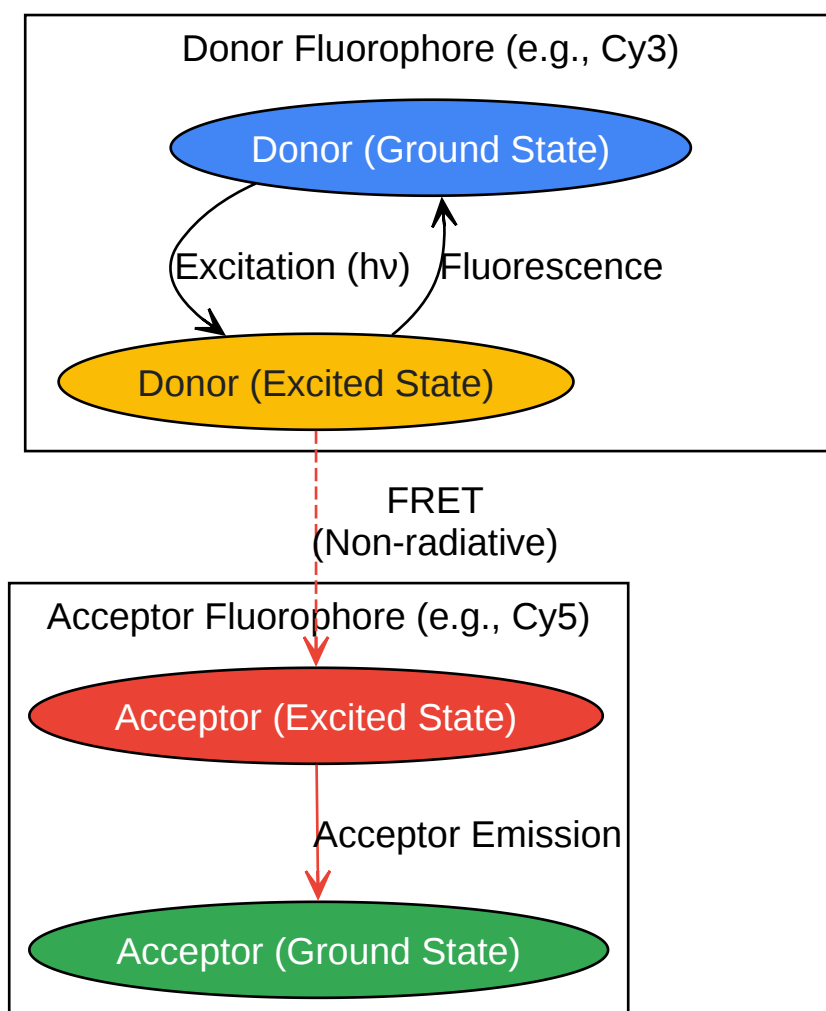 Donor Fluorophore (e.g., Cy3)
Donor (Ground State)
Excitation (hν)
Fluorescence
Donor (Excited State)
FRET
(Non-radiative)
Acceptor Fluorophore (e.g., Cy5)
Acceptor (Excited State)
Acceptor Emission
Acceptor (Ground State)